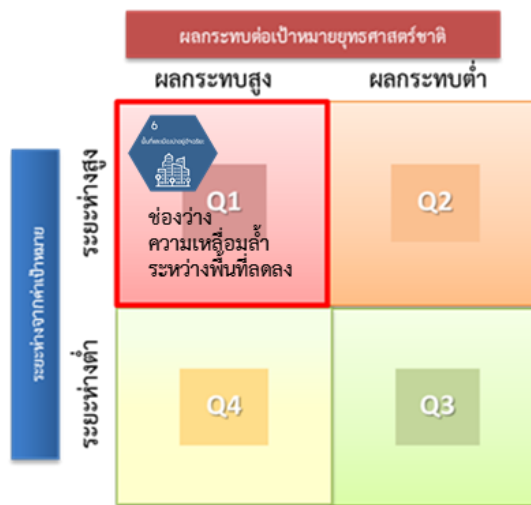 ผลกระทบต่อเป้าหมายยุทธศาสตร์ชาติ
ผลกระทบสูง
ผลกระทบต่ำ
ระยะห่างจากค่าเป้าหมาย
ระยะห่างสูง
6
Q1
ช่องว่าง
ความเหลื่อมล้ำ
ระหว่างพื้นที่ลดลง
Q2
ระยะห่างต่ำ
Q4
Q3